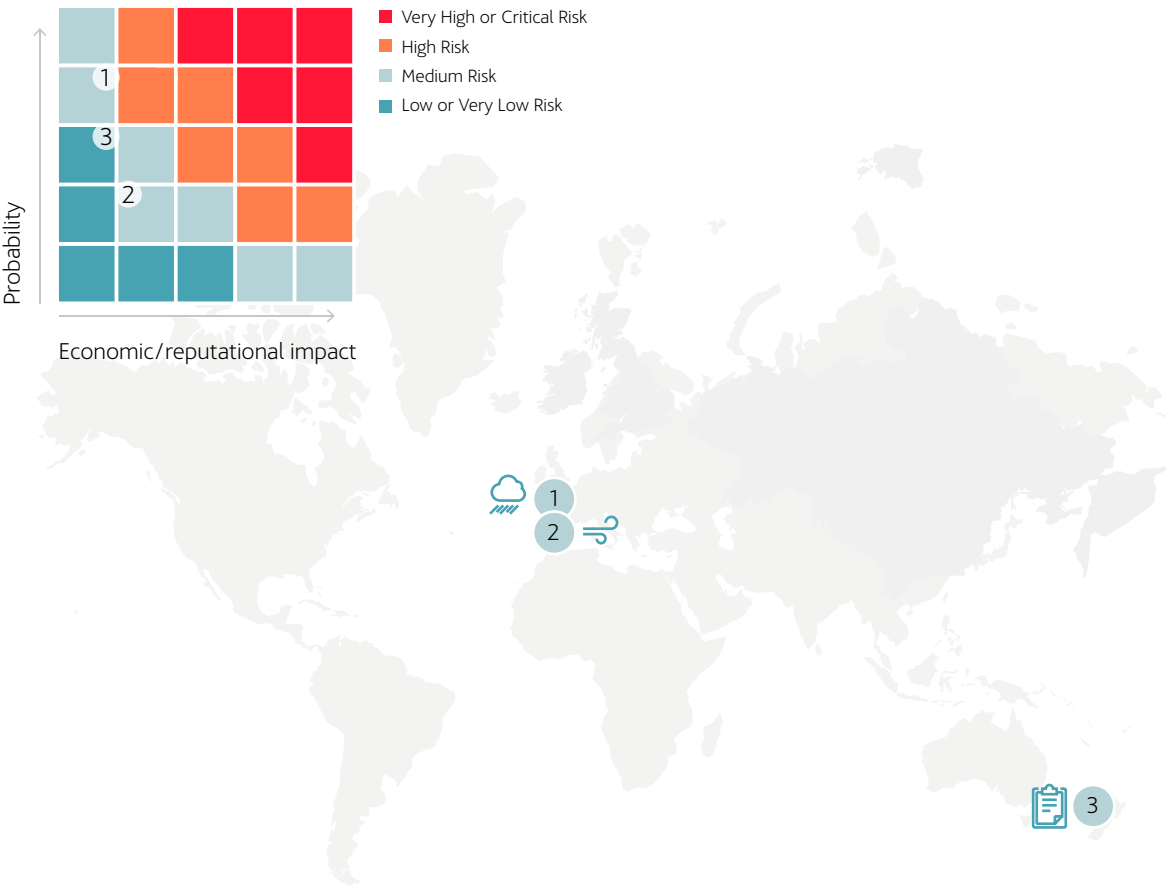 Very High or Critical Risk
High Risk
Medium Risk
Low or Very Low Risk
1
3
2
Probability
Economic/reputational impact
1
2
3